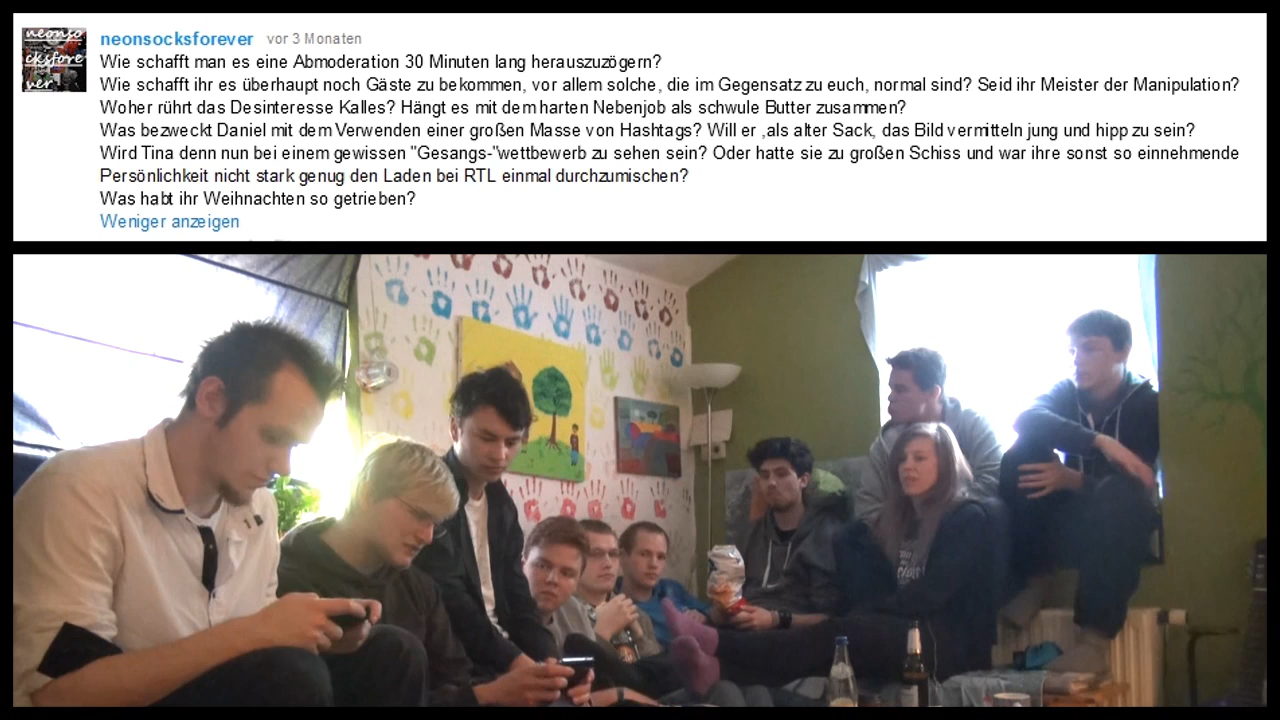 neonso
cksfore
ver
neonsocksforever vor 3 Monaten
Wie schafft man es eine Abmoderation 30 Minuten lang herauszuzögern?
Wie schafft ihr es überhaupt noch Gäste zu bekommen, vor allem solche, die im Gegensatz zu euch, normal sind? Seid ihr Meister der Manipulation?
Woher rührt das Desinteresse Kalles? Hängt es mit dem harten Nebenjob als schwule Butter zusammen?
Was bezweckt Daniel mit dem Verwenden einer großen Masse von Hashtags? Will er ,als alter Sack, das Bild vermitteln jung und hipp zu sein?
Wird Tina denn nun bei einem gewissen "Gesangs-"wettbewerb zu sehen sein? Oder hatte sie zu großen Schiss und war ihre sonst so einnehmende
Persönlichkeit nicht stark genug den Laden bei RTL einmal durchzumischen?
Was habt ihr Weihnachten so getrieben?
Weniger anzeigen